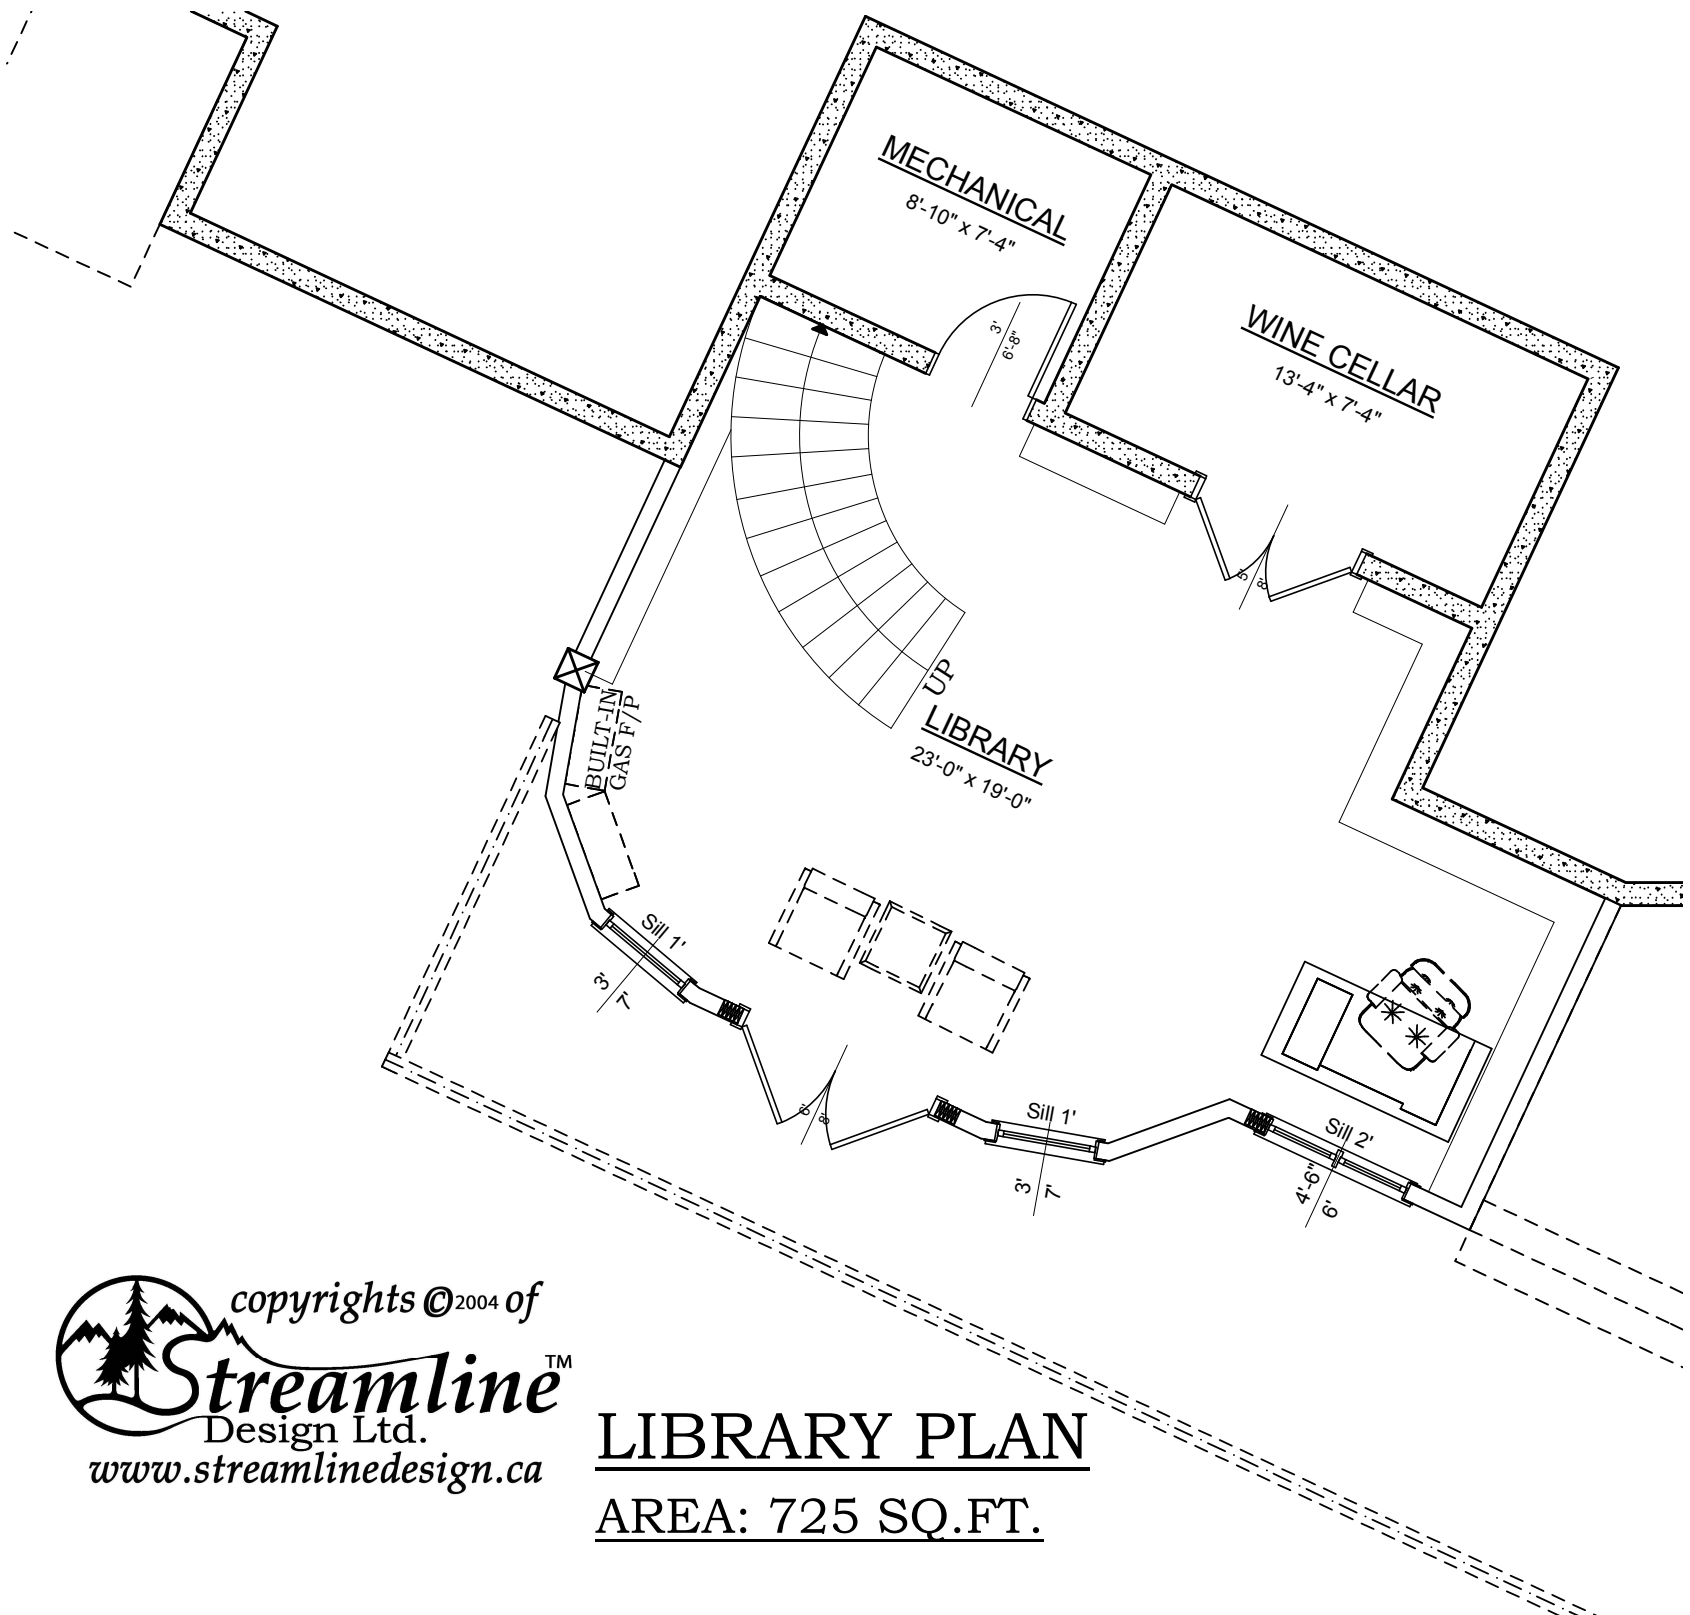 MECHANICAL
8'-10" x 7'-4"
3'
6'-8"
WINE CELLAR
13'-4" x 7'-4"
5'
8'
UP
LIBRARY
23'-0" x 19'-0"
BUILT-IN
GAS F/P
Sill 1'
3'
7'
6'
8'
Sill 1'
3'
7'
Sill 2'
4'-6"
6'
copyrights © 2004 of
Streamline™
Design Ltd.
www.streamlinedesign.ca
LIBRARY PLAN
AREA: 725 SQ.FT.